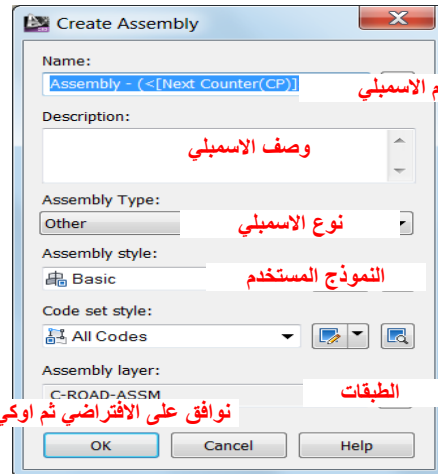 Create Assembly
Name:
Assembly - (<[Next Counter(CP)]
الاسمبلي
Description:
وصف الاسمبلي
Assembly Type:
Other
نوع الاسمبلي
Assembly style:
Basic
النموذج المستخدم
Code set style:
All Codes
Assembly layer:
الطبقات
C-ROAD-ASSM
نوافق على الافتراضي ثم اوكي
OK Cancel Help